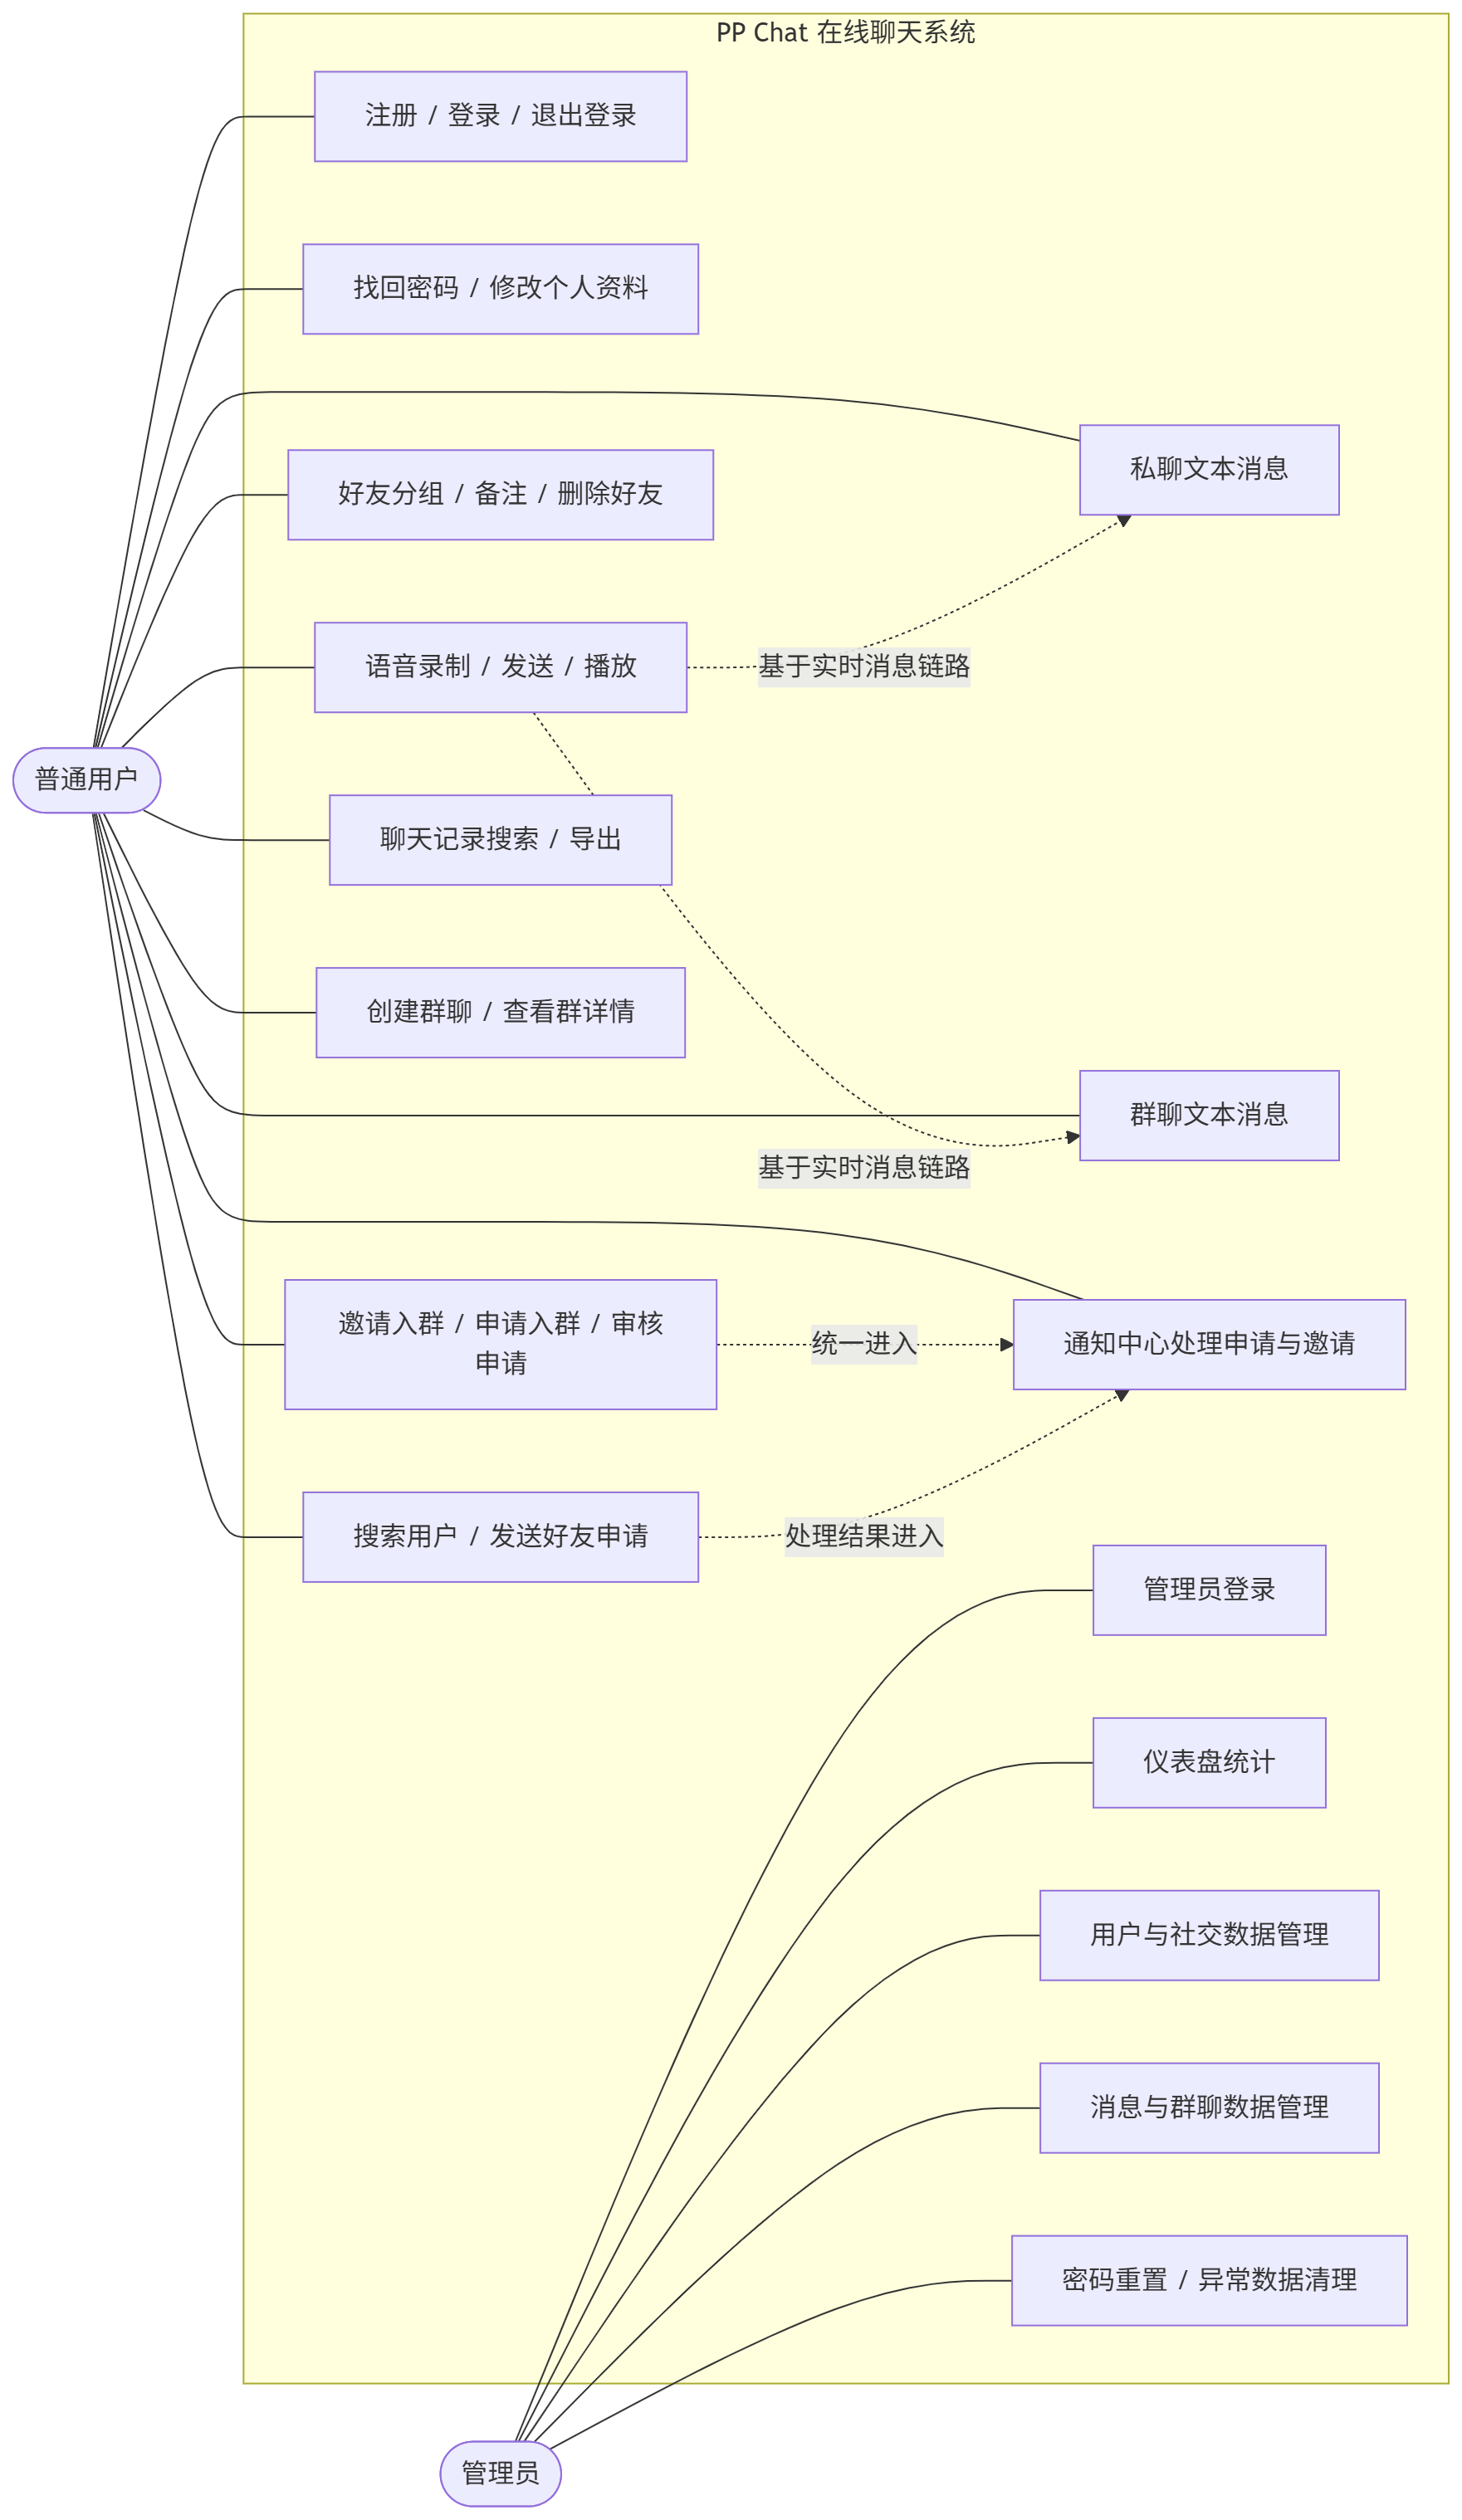 PP Chat 在线聊天系统
注册 / 登录 / 退出登录
找回密码 / 修改个人资料
私聊文本消息
好友分组 / 备注 / 删除好友
语音录制 / 发送 / 播放
基于实时消息链路
普通用户
聊天记录搜索 / 导出
创建群聊 / 查看群详情
群聊文本消息
基于实时消息链路
邀请入群 / 申请入群 / 审核
申请
统一进入
通知中心处理申请与邀请
搜索用户 / 发送好友申请
处理结果进入
管理员登录
仪表盘统计
用户与社交数据管理
消息与群聊数据管理
密码重置 / 异常数据清理
管理员